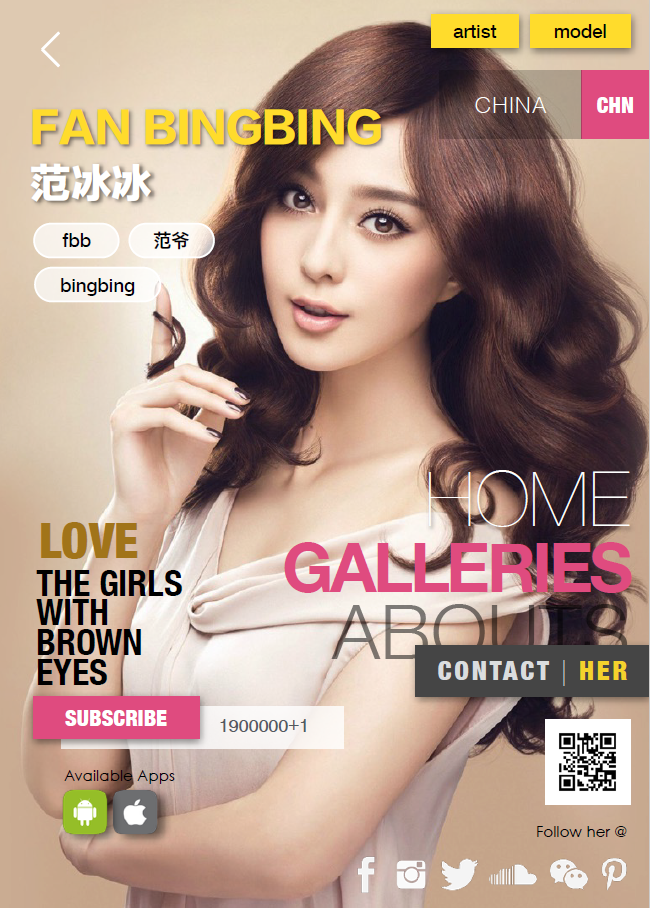 artist
model
CHINA
CHN
FAN BINGBING
范冰冰
fbb
范爷
bingbing
HOME
GALLERIES
ABOUTS
CONTACT | HER
LOVE
THE GIRLS
WITH
BROWN
EYES
SUBSCRIBE
1900000+1
Available Apps
Follow her @